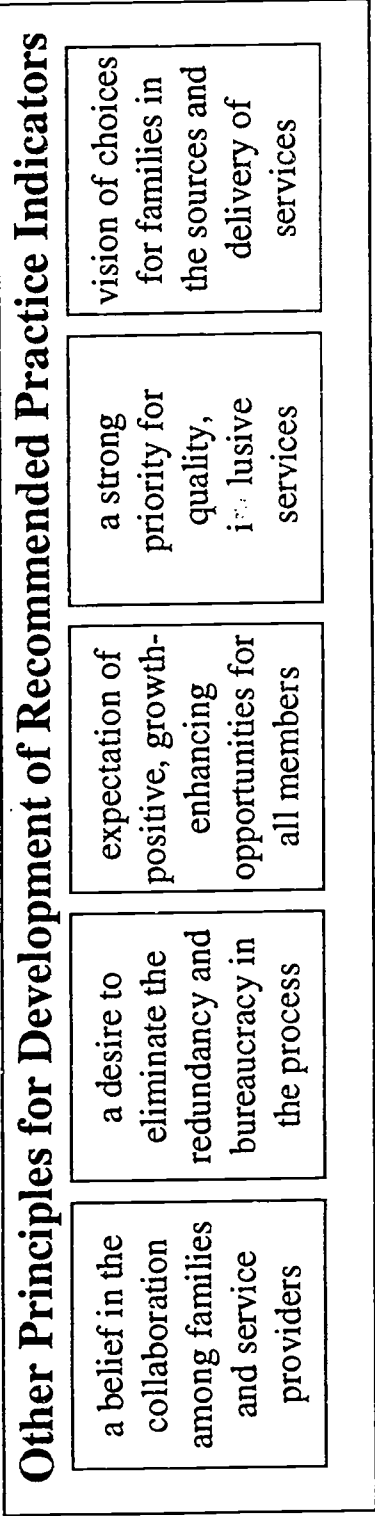 Other Principles for Development of Recommended Practice Indicators
a belief in the
collaboration
among families
and service
providers
a desire to
eliminate the
redundancy and
bureaucracy in
the process
expectation of
positive, growth-
enhancing
opportunities for
all members
a strong
priority for
quality,
services
vision of choices
for families in
the sources and
delivery of
services